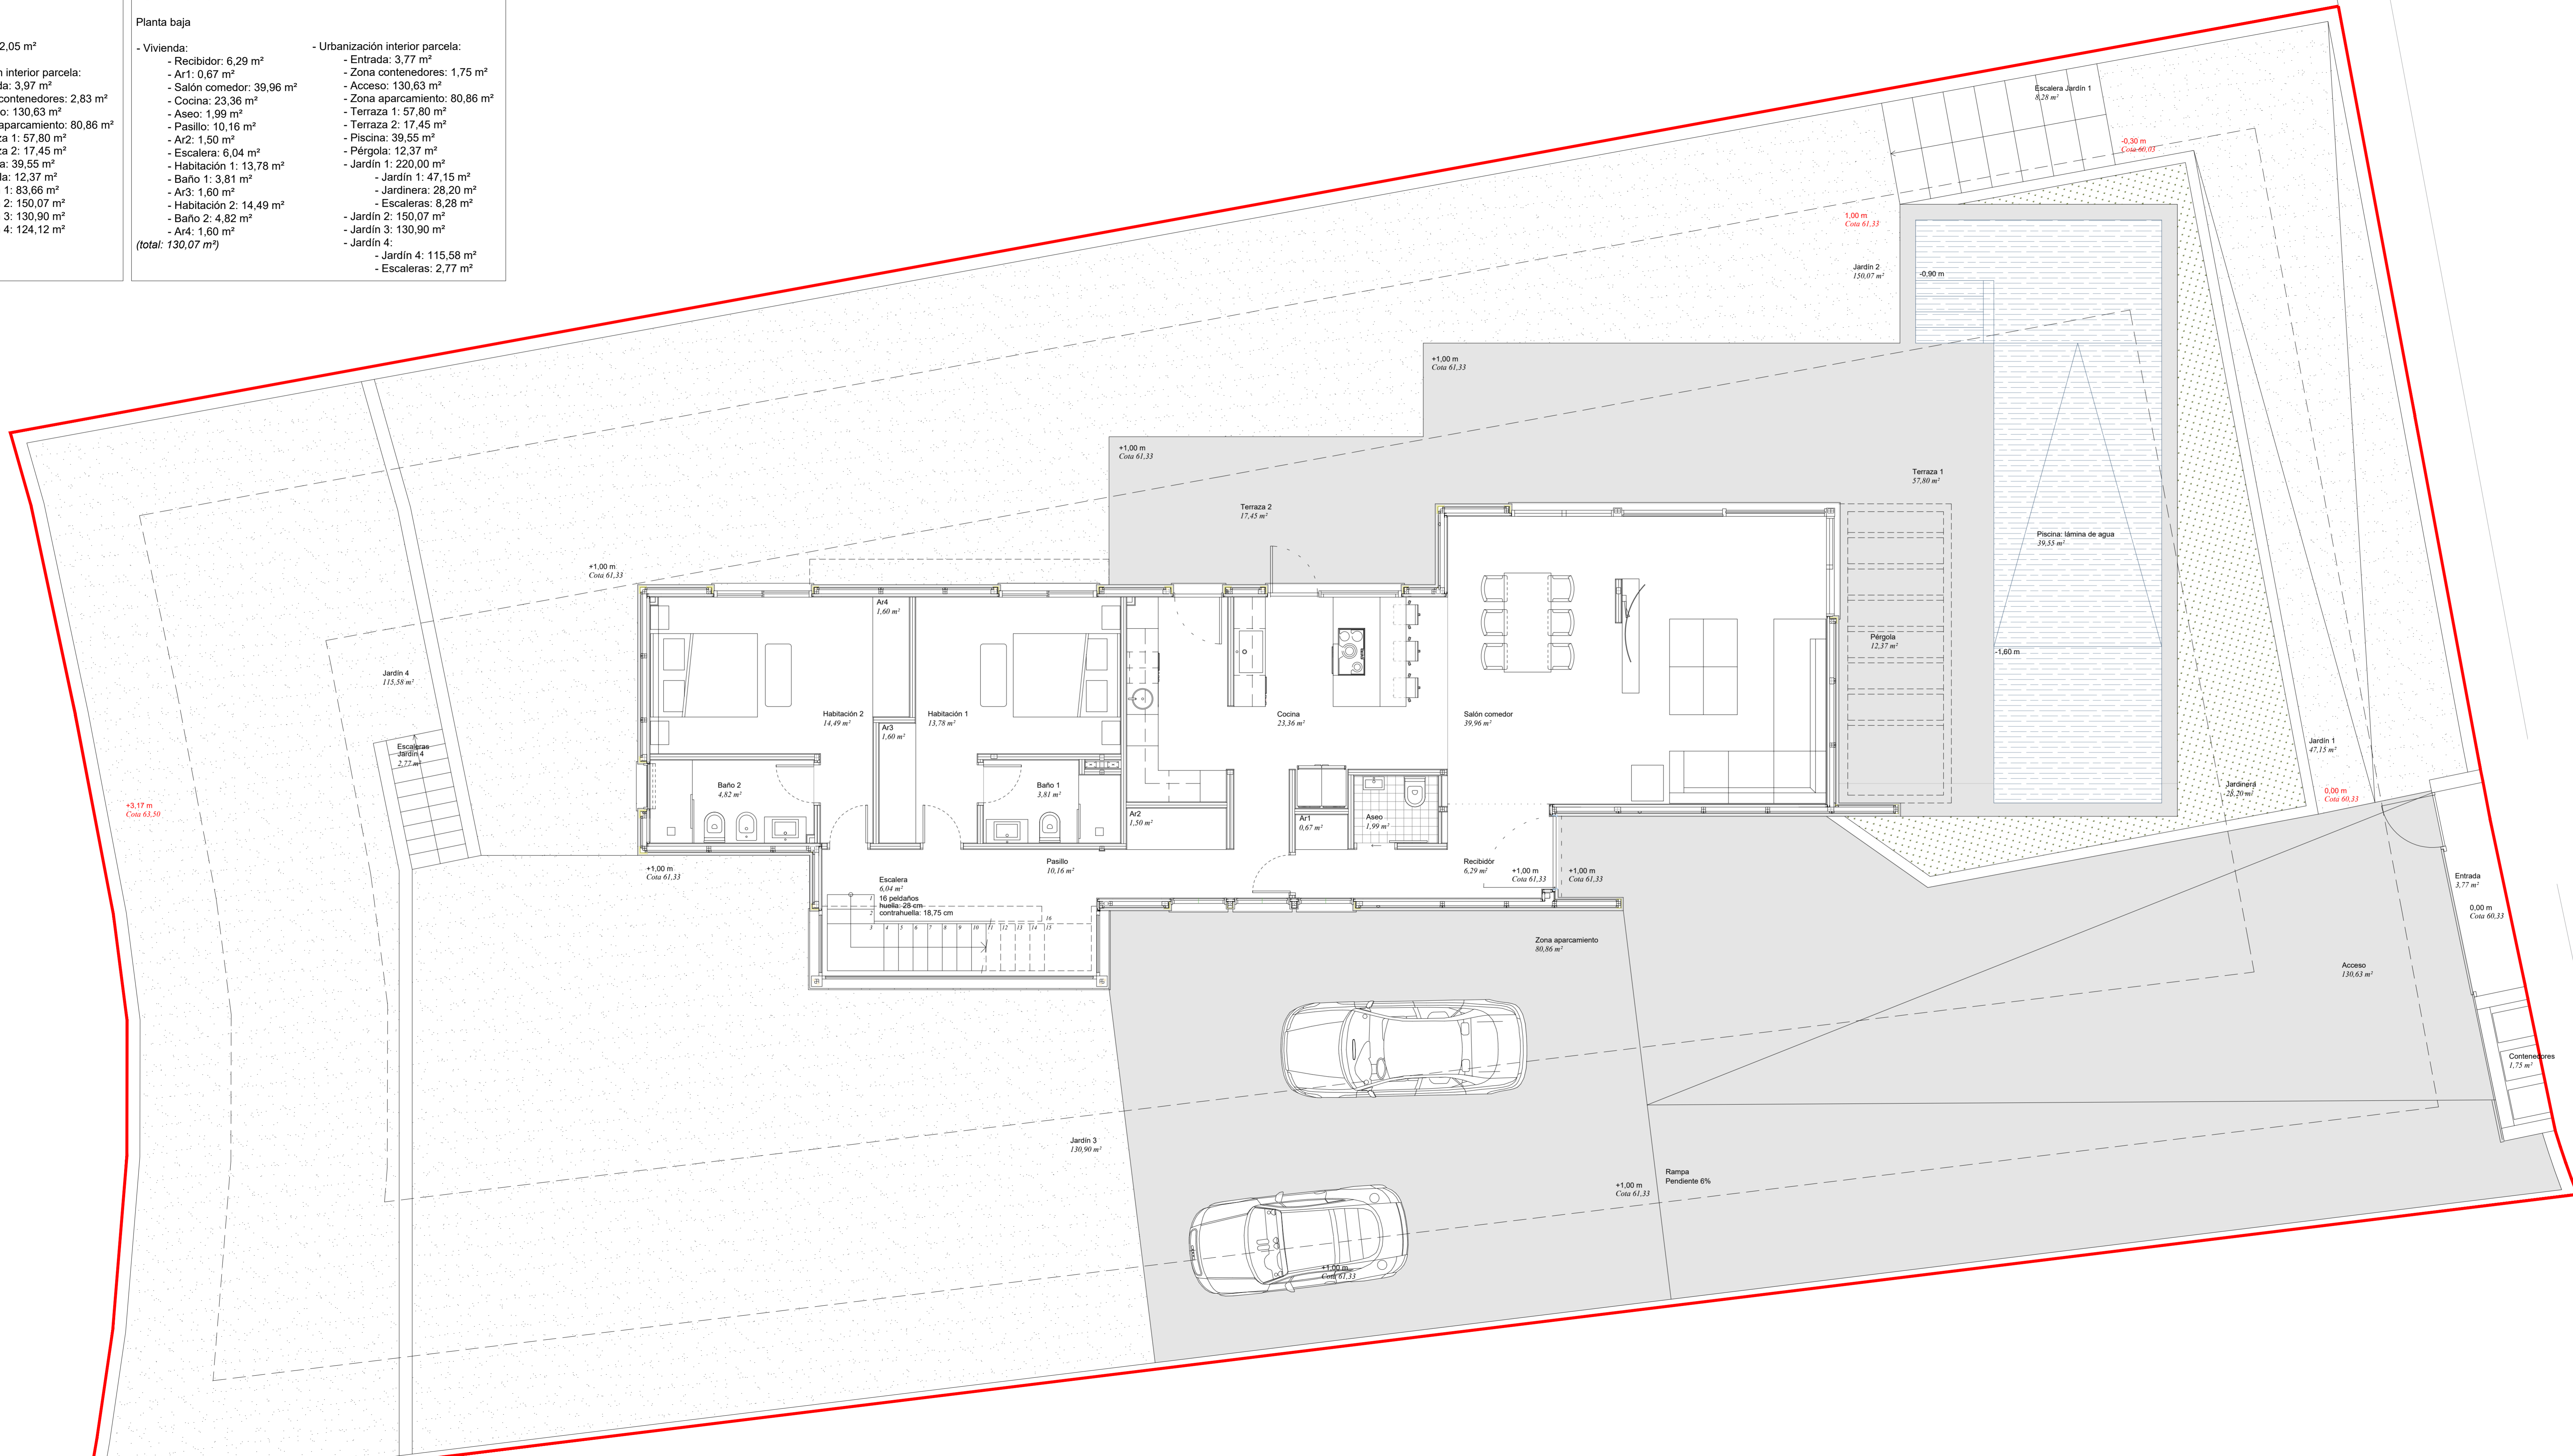 2,05 m²
n interior parcela:
da: 3,97 m²
contenedores: 2,83 m²
o: 130,63 m²
aparcamiento: 80,86 m²
za 1: 57,80 m²
za 2: 17,45 m²
a: 39,55 m²
la: 12,37 m²
1: 83,66 m²
2: 150,07 m²
3: 130,90 m²
4: 124,12 m²
Planta baja
- Vivienda:
- Recibidor: 6,29 m²
- Ar1: 0,67 m²
- Salón comedor: 39,96 m²
- Cocina: 23,36 m²
- Aseo: 1,99 m²
- Pasillo: 10,16 m²
- Ar2: 1,50 m²
- Escalera: 6,04 m²
- Habitación 1: 13,78 m²
- Baño 1: 3,81 m²
- Ar3: 1,60 m²
- Habitación 2: 14,49 m²
- Baño 2: 4,82 m²
- Ar4: 1,60 m²
(total: 130,07 m²)
- Urbanización interior parcela:
- Entrada: 3,77 m²
- Zona contenedores: 1,75 m²
- Acceso: 130,63 m²
- Zona aparcamiento: 80,86 m²
- Terraza 1: 57,80 m²
- Terraza 2: 17,45 m²
- Piscina: 39,55 m²
- Pérgola: 12,37 m²
- Jardín 1: 220,00 m²
- Jardín 1: 47,15 m²
- Jardinera: 28,20 m²
- Escaleras: 8,28 m²
- Jardín 2: 150,07 m²
- Jardín 3: 130,90 m²
- Jardín 4:
- Jardín 4: 115,58 m²
- Escaleras: 2,77 m²
Escalera Jardín 1
8,28 m²
-0,30 m
Cota 60,03
1,00 m
Cota 61,33
Jardín 2
150,07 m²
-0,90 m
+1,00 m
Cota 61,33
+1,00 m
Cota 61,33
Terraza 1
57,80 m²
Terraza 2
17,45 m²
Piscina: lámina de agua
39,55 m²
+1,00 m
Cota 61,33
Ar4
1,60 m²
Pérgola
12,37 m²
-1,60 m
Jardín 4
115,58 m²
Habitación 2
14,49 m²
Habitación 1
13,78 m²
Cocina
23,36 m²
Salón comedor
39,96 m²
Ar3
1,60 m²
Escaleras
Jardín 4
2,77 m²
Jardín 1
47,15 m²
Baño 2
4,82 m²
Baño 1
3,81 m²
Jardinera
28,20 m²
0,00 m
Cota 60,33
+3,17 m
Cota 63,50
Ar2
1,50 m²
Ar1
0,67 m²
Aseo
1,99 m²
Pasillo
10,16 m²
Recibidor
6,29 m²
+1,00 m
Cota 61,33
+1,00 m
Cota 61,33
+1,00 m
Cota 61,33
Entrada
3,77 m²
Escalera
6,04 m²
16 peldaños
huella: 28 cm
contrahuella: 18,75 cm
1
2
3 4 5 6 7 8 9 10 11 12 13 14 15
16
0,00 m
Cota 60,33
Zona aparcamiento
80,86 m²
Acceso
130,63 m²
Contenedores
1,75 m²
Jardín 3
130,90 m²
Rampa
Pendiente 6%
+1,00 m
Cota 61,33
+1,00 m
Cota 61,33